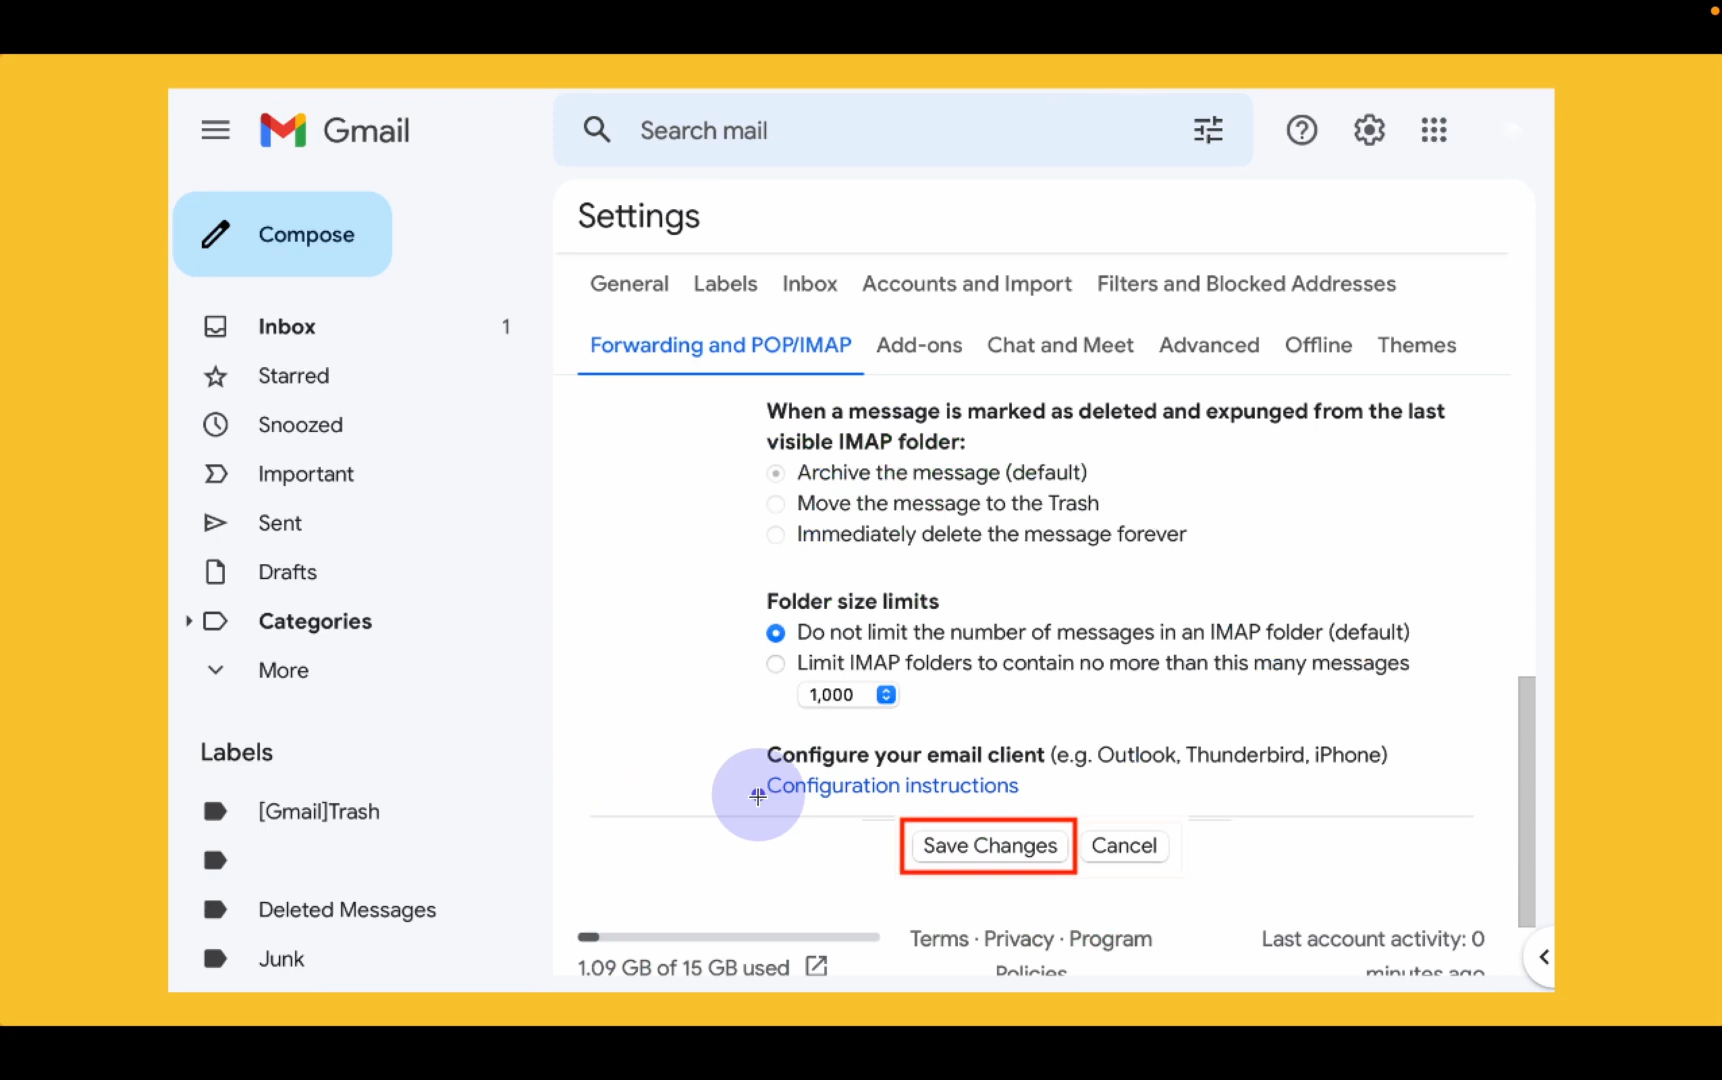 Gmail
Search mail
Compose
Inbox 1
Starred
Snoozed
Important
Sent
Drafts
Categories
More
Labels
[Gmail]Trash
Deleted Messages
Junk
Settings
General Labels Inbox Accounts and Import Filters and Blocked Addresses
Forwarding and POP/IMAP Add-ons Chat and Meet Advanced Offline Themes
When a message is marked as deleted and expunged from the last
visible IMAP folder:
Archive the message (default)
Move the message to the Trash
Immediately delete the message forever
Folder size limits
Do not limit the number of messages in an IMAP folder (default)
Limit IMAP folders to contain no more than this many messages
1,000
Configure your email client (e.g. Outlook, Thunderbird, iPhone)
Configuration instructions
Save Changes Cancel
1.09 GB of 15 GB used
Terms · Privacy · Program
Policies
Last account activity: 0
minutes ago